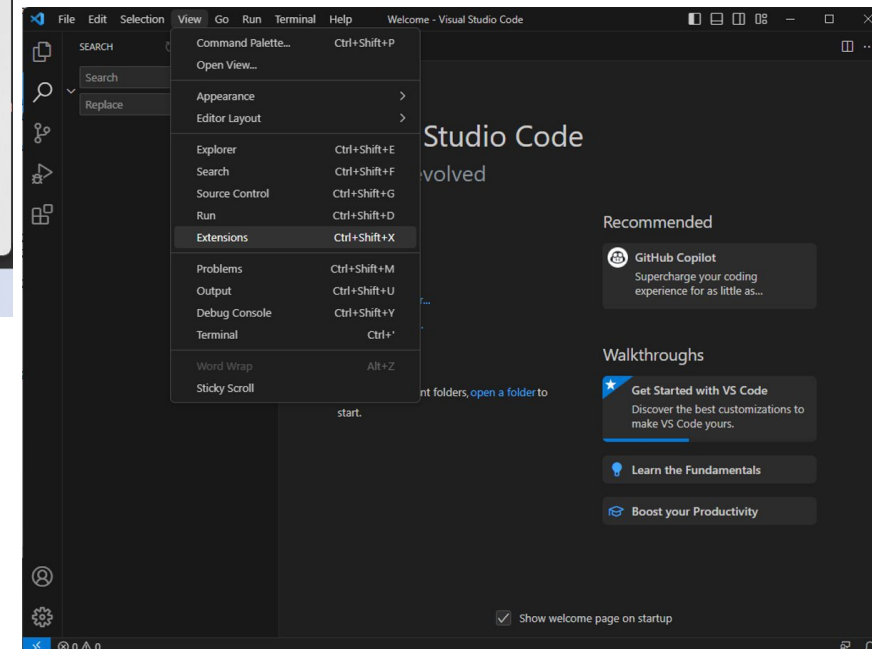 File Edit Selection View Go Run Terminal Help Welcome - Visual Studio Code
SEARCH
Search
Replace
Command Palette... Ctrl+Shift+P
Open View...
Appearance
Editor Layout
Explorer Ctrl+Shift+E
Search Ctrl+Shift+F
Source Control Ctrl+Shift+G
Run Ctrl+Shift+D
Extensions Ctrl+Shift+X
Problems Ctrl+Shift+M
Output Ctrl+Shift+U
Debug Console Ctrl+Shift+Y
Terminal Ctrl+'
Word Wrap Alt+Z
Sticky Scroll
Studio Code
volved
r...
nt folders, open a folder to
start.
Recommended
GitHub Copilot
Supercharge your coding
experience for as little as...
Walkthroughs
Get Started with VS Code
Discover the best customizations to
make VS Code yours.
Learn the Fundamentals
Boost your Productivity
Show welcome page on startup
0 0